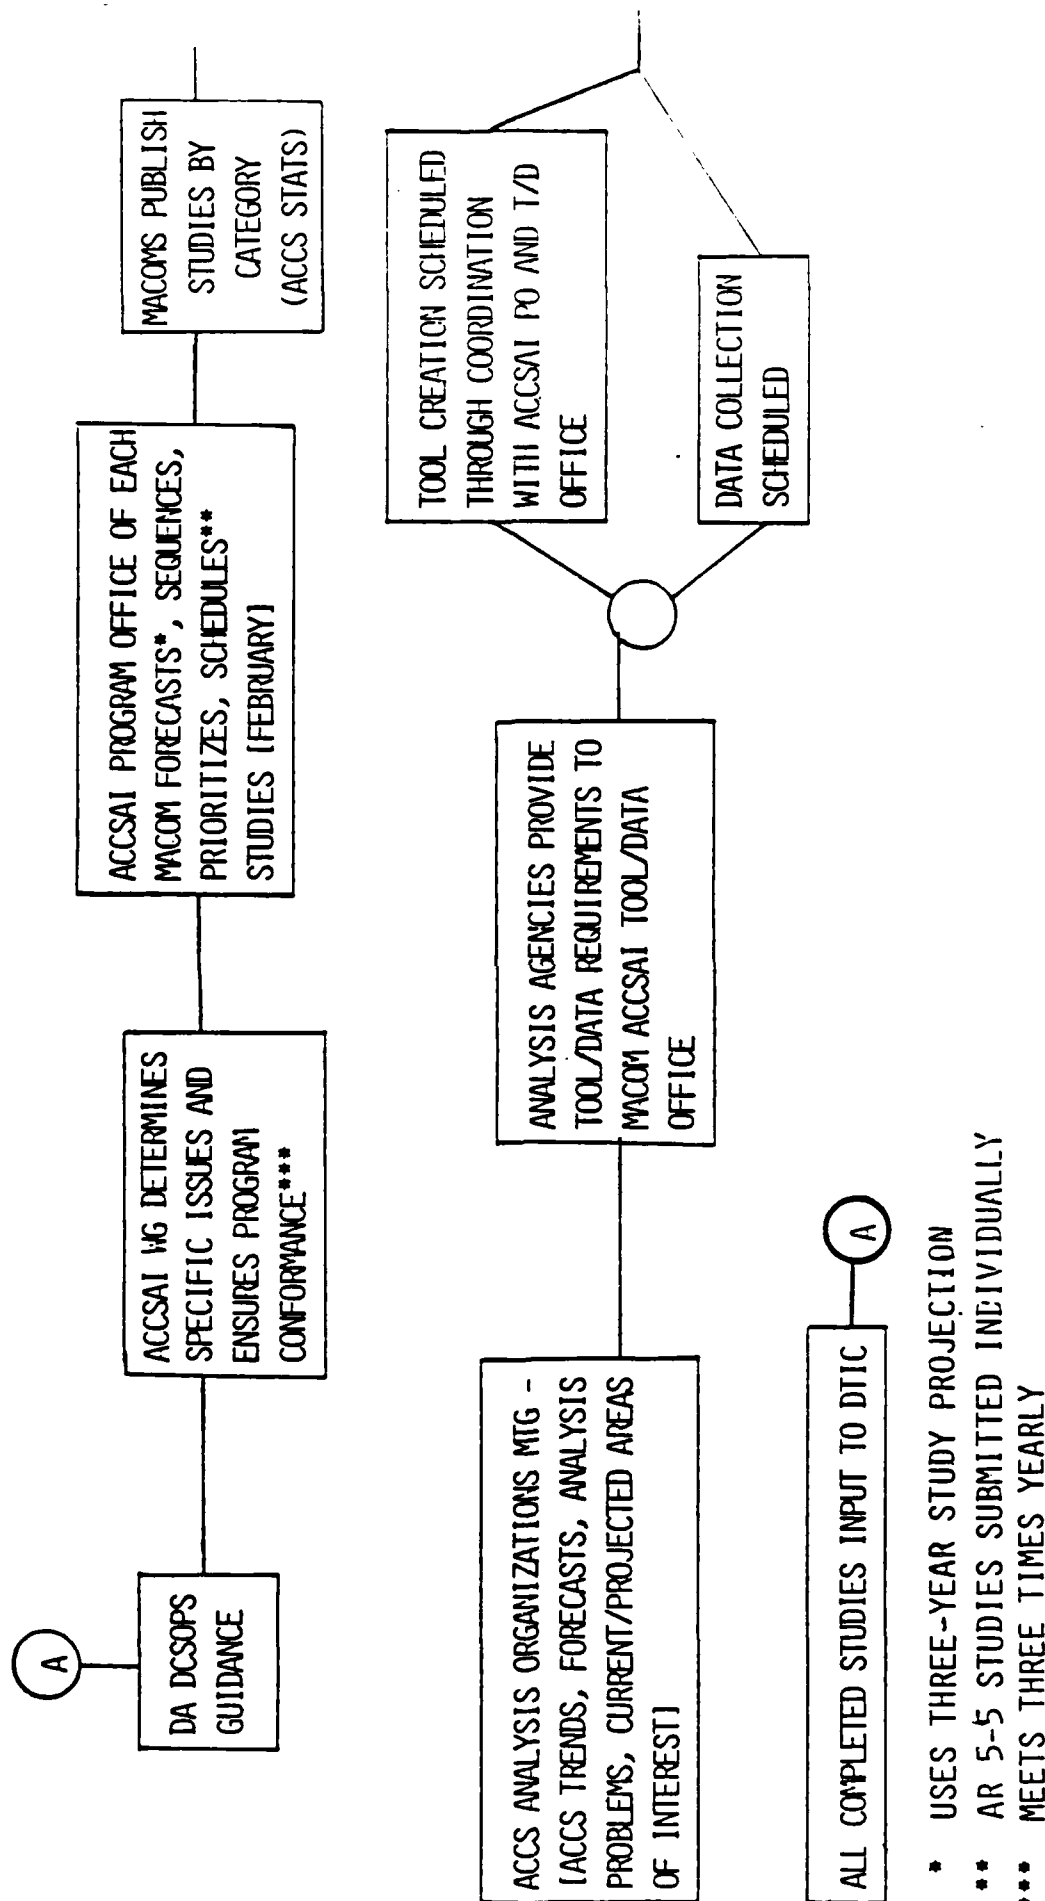 A
DA DCSOPS
GUIDANCE
ACCSAI WG DETERMINES
SPECIFIC ISSUES AND
ENSURES PROGRAM
CONFORMANCE***
ACCSAI PROGRAM OFFICE OF EACH
MACOM FORECASTS*, SEQUENCES,
PRIORITIZES, SCHEDULES**
STUDIES [FEBRUARY]
MACOMS PUBLISH
STUDIES BY
CATEGORY
(ACCS STATS)
ACCS ANALYSIS ORGANIZATIONS MTG -
[ACCS TRENDS, FORECASTS, ANALYSIS
PROBLEMS, CURRENT/PROJECTED AREAS
OF INTEREST]
ANALYSIS AGENCIES PROVIDE
TOOL/DATA REQUIREMENTS TO
MACOM ACCSAI TOOL/DATA
OFFICE
TOOL CREATION SCHEDULED
THROUGH COORDINATION
WITH ACCSAI PO AND T/D
OFFICE
DATA COLLECTION
SCHEDULED
ALL COMPLETED STUDIES INPUT TO DTIC
A
* USES THREE-YEAR STUDY PROJECTION
** AR 5-5 STUDIES SUBMITTED INDIVIDUALLY
*** MEETS THREE TIMES YEARLY